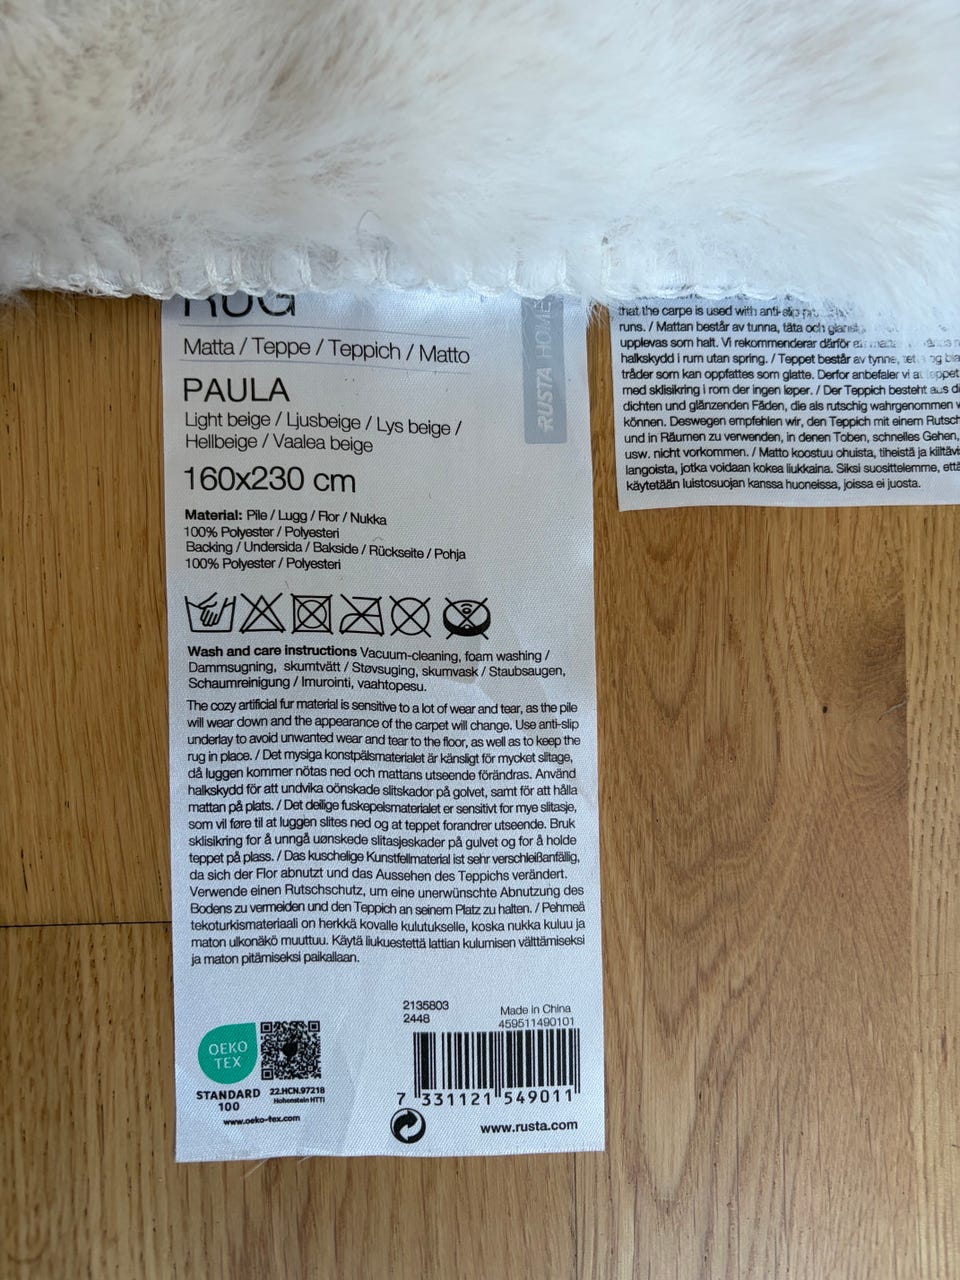 RUG
RUSTA HOME
Matta / Teppe / Teppich / Matto
PAULA
Light beige / Ljusbeige / Lys beige /
Hellbeige / Vaalea beige
160x230 cm
Material: Pile / Lugg / Flor / Nukka
100% Polyester / Polyesteri
Backing / Undersida / Bakside / Rückseite / Pohja
100% Polyester / Polyesteri
Wash and care instructions Vacuum-cleaning, foam washing /
Dammsugning, skumtvätt / Støvsuging, skumvask / Staubsaugen,
Schaumreinigung / Imurointi, vaahtopesu.
The cozy artificial fur material is sensitive to a lot of wear and tear, as the pile
will wear down and the appearance of the carpet will change. Use anti-slip
underlay to avoid unwanted wear and tear to the floor, as well as to keep the
rug in place. / Det mysiga konstpälsmaterialet är känsligt för mycket slitage,
då luggen kommer nötas ned och mattans utseende förändras. Använd
halkskydd för att undvika oönskade slitskador på golvet, samt för att hålla
mattan på plats. / Det deilige fuskepelsmaterialet er sensitivt for mye slitasje,
som vil føre til at luggen slites ned og at teppet forandrer utseende. Bruk
sklisikring for å unngå uønskede slitasjeskader på gulvet og for å holde
teppet på plass. / Das kuschelige Kunstfellmaterial ist sehr verschleißanfällig,
da sich der Flor abnutzt und das Aussehen des Teppichs verändert.
Verwende einen Rutschschutz, um eine unerwünschte Abnutzung des
Bodens zu vermeiden und den Teppich an seinem Platz zu halten. / Pehmeä
tekoturkismateriaali on herkkä kovalle kulutukselle, koska nukka kuluu ja
maton ulkonäkö muuttuu. Käytä liukuestettä lattian kulumisen välttämiseksi
ja maton pitämiseksi paikallaan.
2135803
2448
Made in China
459511490101
OEKO
TEX
STANDARD
100
22.HCN.97218
Hohenstein HTTI
www.oeko-tex.com
7 331121 549011
www.rusta.com
that the carpe is used with anti-slip
runs. / Mattan består av tunna, täta och
upplevas som halt. Vi rekommenderar därför
halkskydd i rum utan spring. / Teppet består av tynne, og
tråder som kan oppfattes som glatte. Derfor anbefaler vi at teppet
med sklisikring i rom der ingen løper. / Der Teppich besteht aus
dichten und glänzenden Fäden, die als rutschig wahrgenommen
können. Deswegen empfehlen wir, den Teppich mit einem
und in Räumen zu verwenden, in denen Toben, schnelles Gehen,
usw. nicht vorkommen. / Matto koostuu ohuista, tiheistä ja
langoista, jotka voidaan kokea liukkaina. Siksi suosittelemme, että
käytetään luistosuojan kanssa huoneissa, joissa ei juosta.